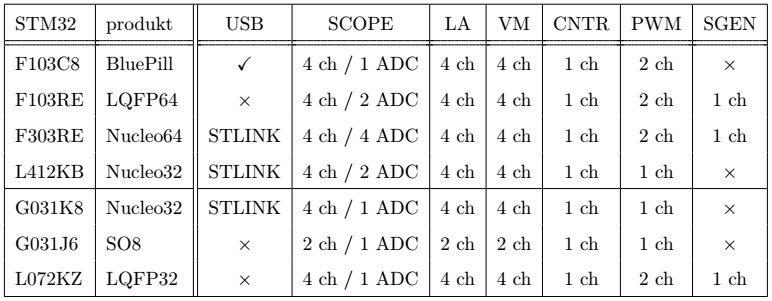 STM32 produkt USB SCOPE LA VM CNTR PWM SGEN
F103C8 BluePill ✓ 4 ch / 1 ADC 4 ch 4 ch 1 ch 2 ch ×
F103RE LQFP64 × 4 ch / 2 ADC 4 ch 4 ch 1 ch 2 ch 1 ch
F303RE Nucleo64 STLINK 4 ch / 4 ADC 4 ch 4 ch 1 ch 2 ch 1 ch
L412KB Nucleo32 STLINK 4 ch / 2 ADC 4 ch 4 ch 1 ch 1 ch ×
G031K8 Nucleo32 STLINK 4 ch / 1 ADC 4 ch 4 ch 1 ch 1 ch ×
G031J6 SO8 × 2 ch / 1 ADC 2 ch 2 ch 1 ch 1 ch ×
L072KZ LQFP32 × 4 ch / 1 ADC 4 ch 4 ch 1 ch 2 ch 1 ch